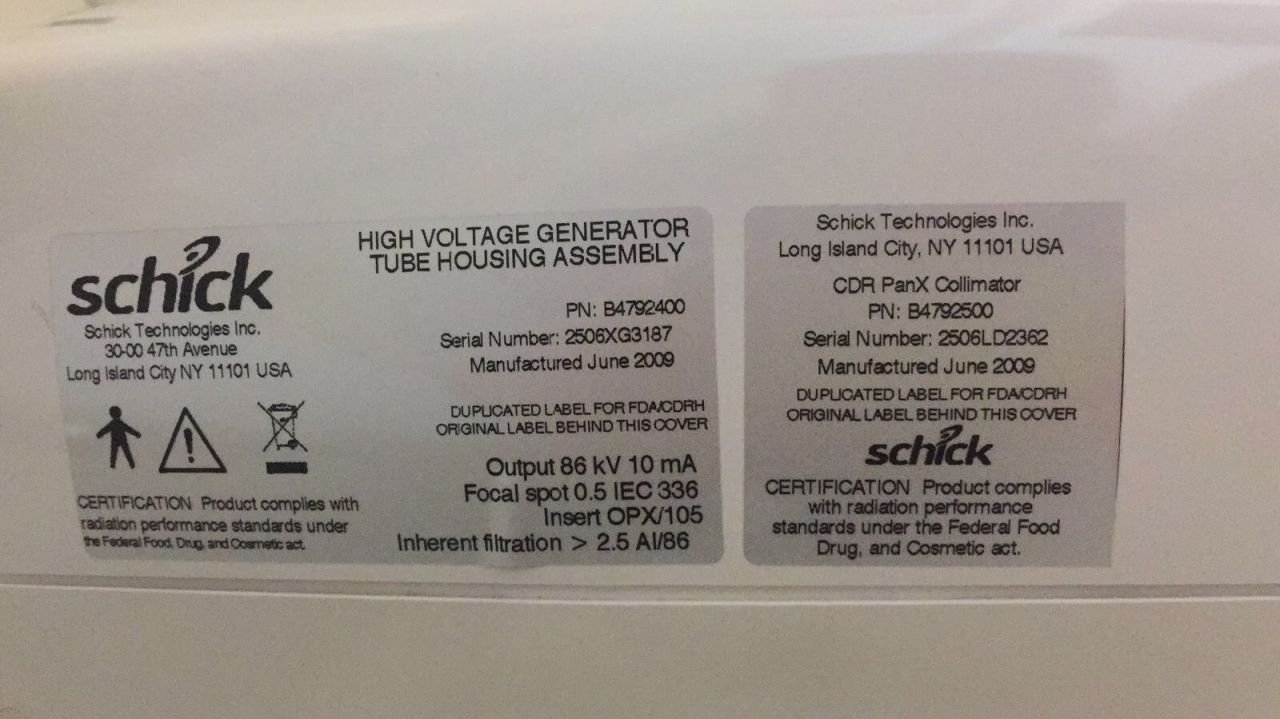 schick
Schick Technologies Inc.
30-00 47th Avenue
Long Island City NY 11101 USA
CERTIFICATION Product complies with
radiation performance standards under
the Federal Food, Drug, and Cosmetic act.
HIGH VOLTAGE GENERATOR
TUBE HOUSING ASSEMBLY
PN: B4792400
Serial Number: 2506XG3187
Manufactured June 2009
DUPLICATED LABEL FOR FDA/CDRH
ORIGINAL LABEL BEHIND THIS COVER
Output 86 kV 10 mA
Focal spot 0.5 IEC 336
Insert OPX/105
Inherent filtration > 2.5 Al/86
Schick Technologies Inc.
Long Island City, NY 11101 USA
CDR PanX Collimator
PN: B4792500
Serial Number: 2506LD2362
Manufactured June 2009
DUPLICATED LABEL FOR FDA/CDRH
ORIGINAL LABEL BEHIND THIS COVER
schick
CERTIFICATION Product complies
with radiation performance
standards under the Federal Food
Drug, and Cosmetic act.